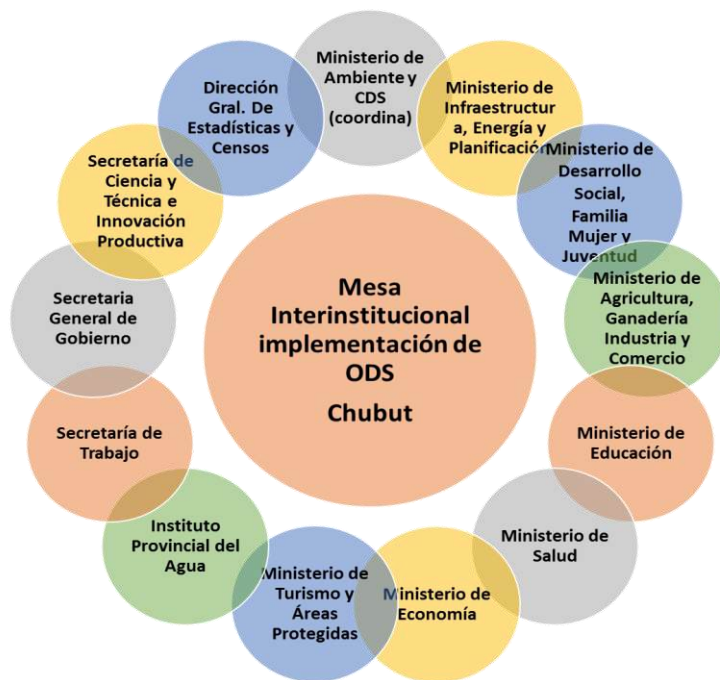 Ministerio de
Ambiente y
CDS
(coordina)
Ministerio de
Infraestructur
a, Energía y
Planificación
Ministerio de
Desarrollo
Social,
Familia
Mujer y
Juventud
Ministerio de
Agricultura,
Ganadería
Industria y
Comercio
Ministerio de
Educación
Ministerio de
Salud
Ministerio de
Economía
Ministerio de
Turismo y
Áreas
Protegidas
Instituto
Provincial del
Agua
Secretaría de
Trabajo
Secretaria
General de
Gobierno
Secretaría de
Ciencia y
Técnica e
Innovación
Productiva
Dirección
Gral. De
Estadísticas y
Censos
Mesa
Interinstitucional
implementación de
ODS
Chubut